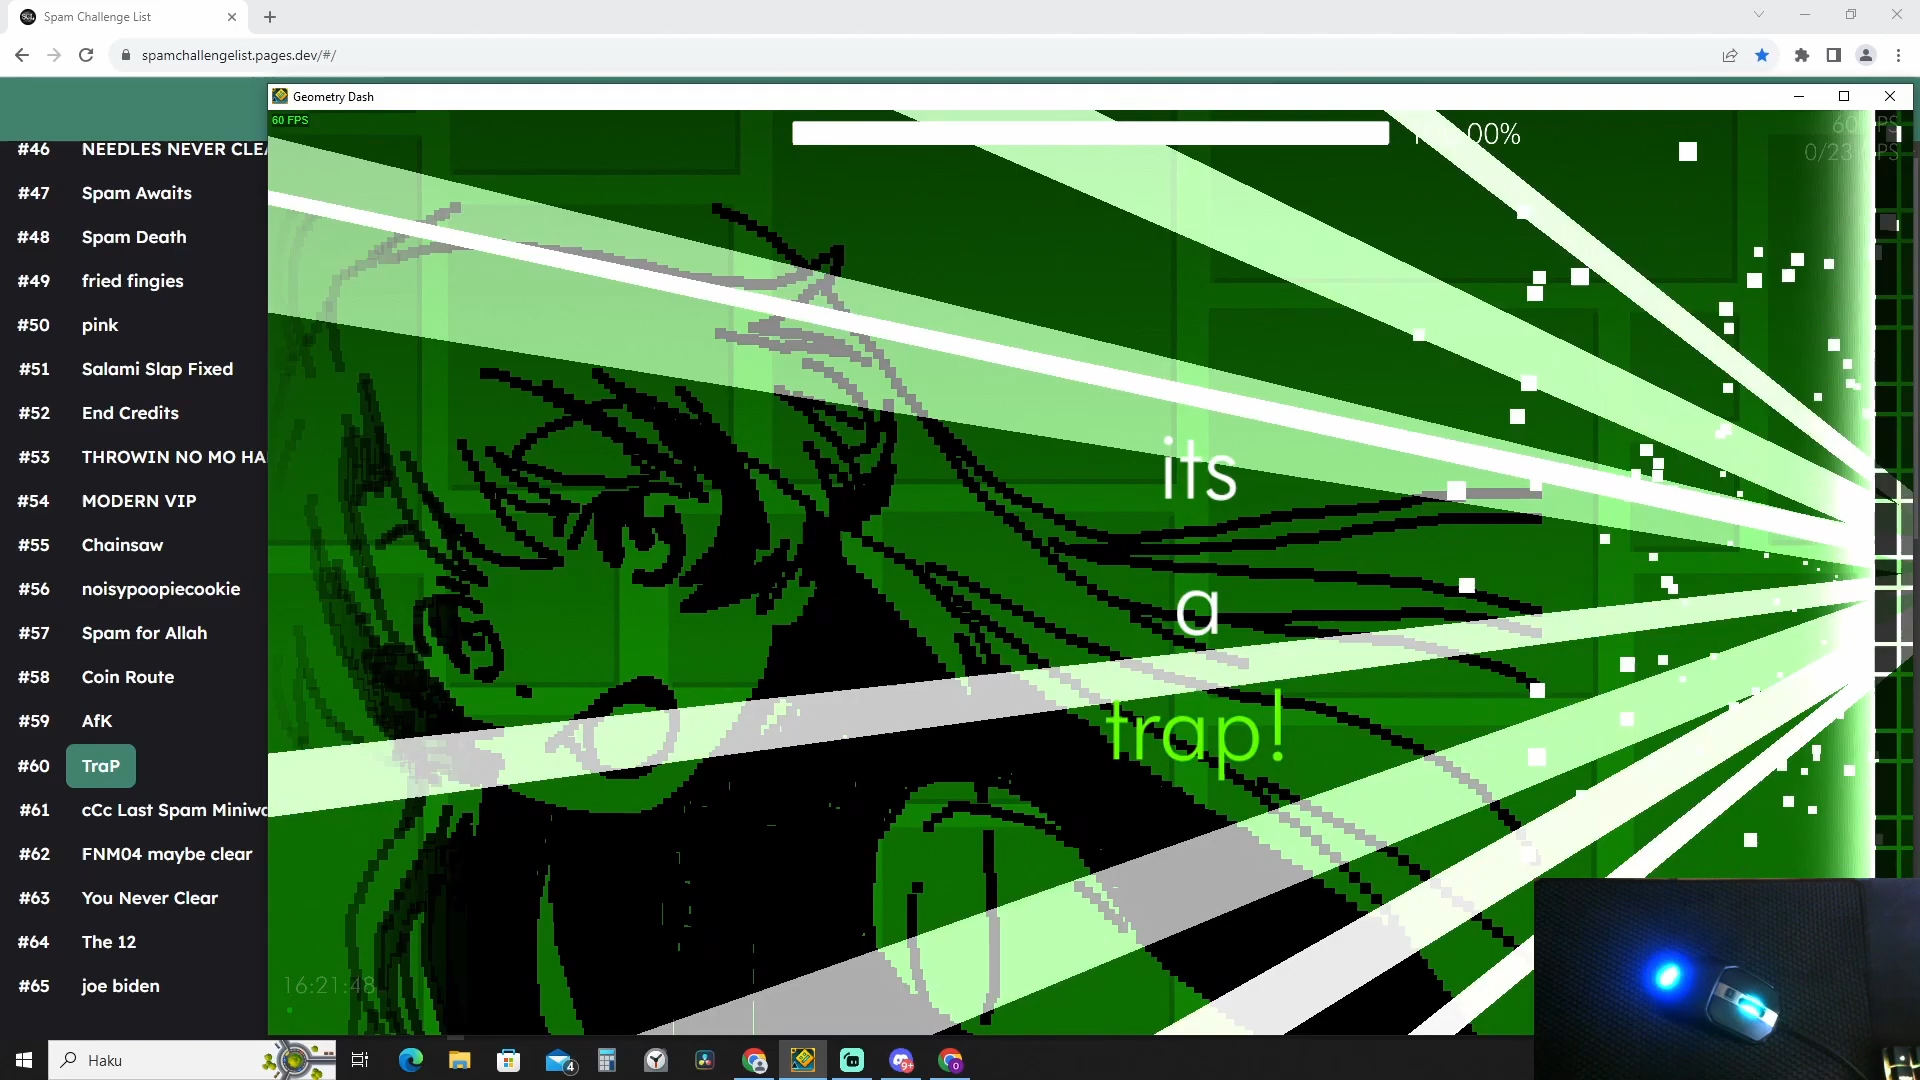 Spam Challenge List
spamchallengelist.pages.dev/#/
Geometry Dash
60 FPS
#46 NEEDLES NEVER CLEA
#47 Spam Awaits
#48 Spam Death
#49 fried fingies
#50 pink
#51 Salami Slap Fixed
#52 End Credits
#53 THROWIN NO MO HA
#54 MODERN VIP
#55 Chainsaw
#56 noisypoopiecookie
#57 Spam for Allah
#58 Coin Route
#59 AfK
#60 TraP
#61 cCc Last Spam Miniwa
#62 FNM04 maybe clear
#63 You Never Clear
#64 The 12
#65 joe biden
its
a
trap!
16:21:48
Haku
4
9+